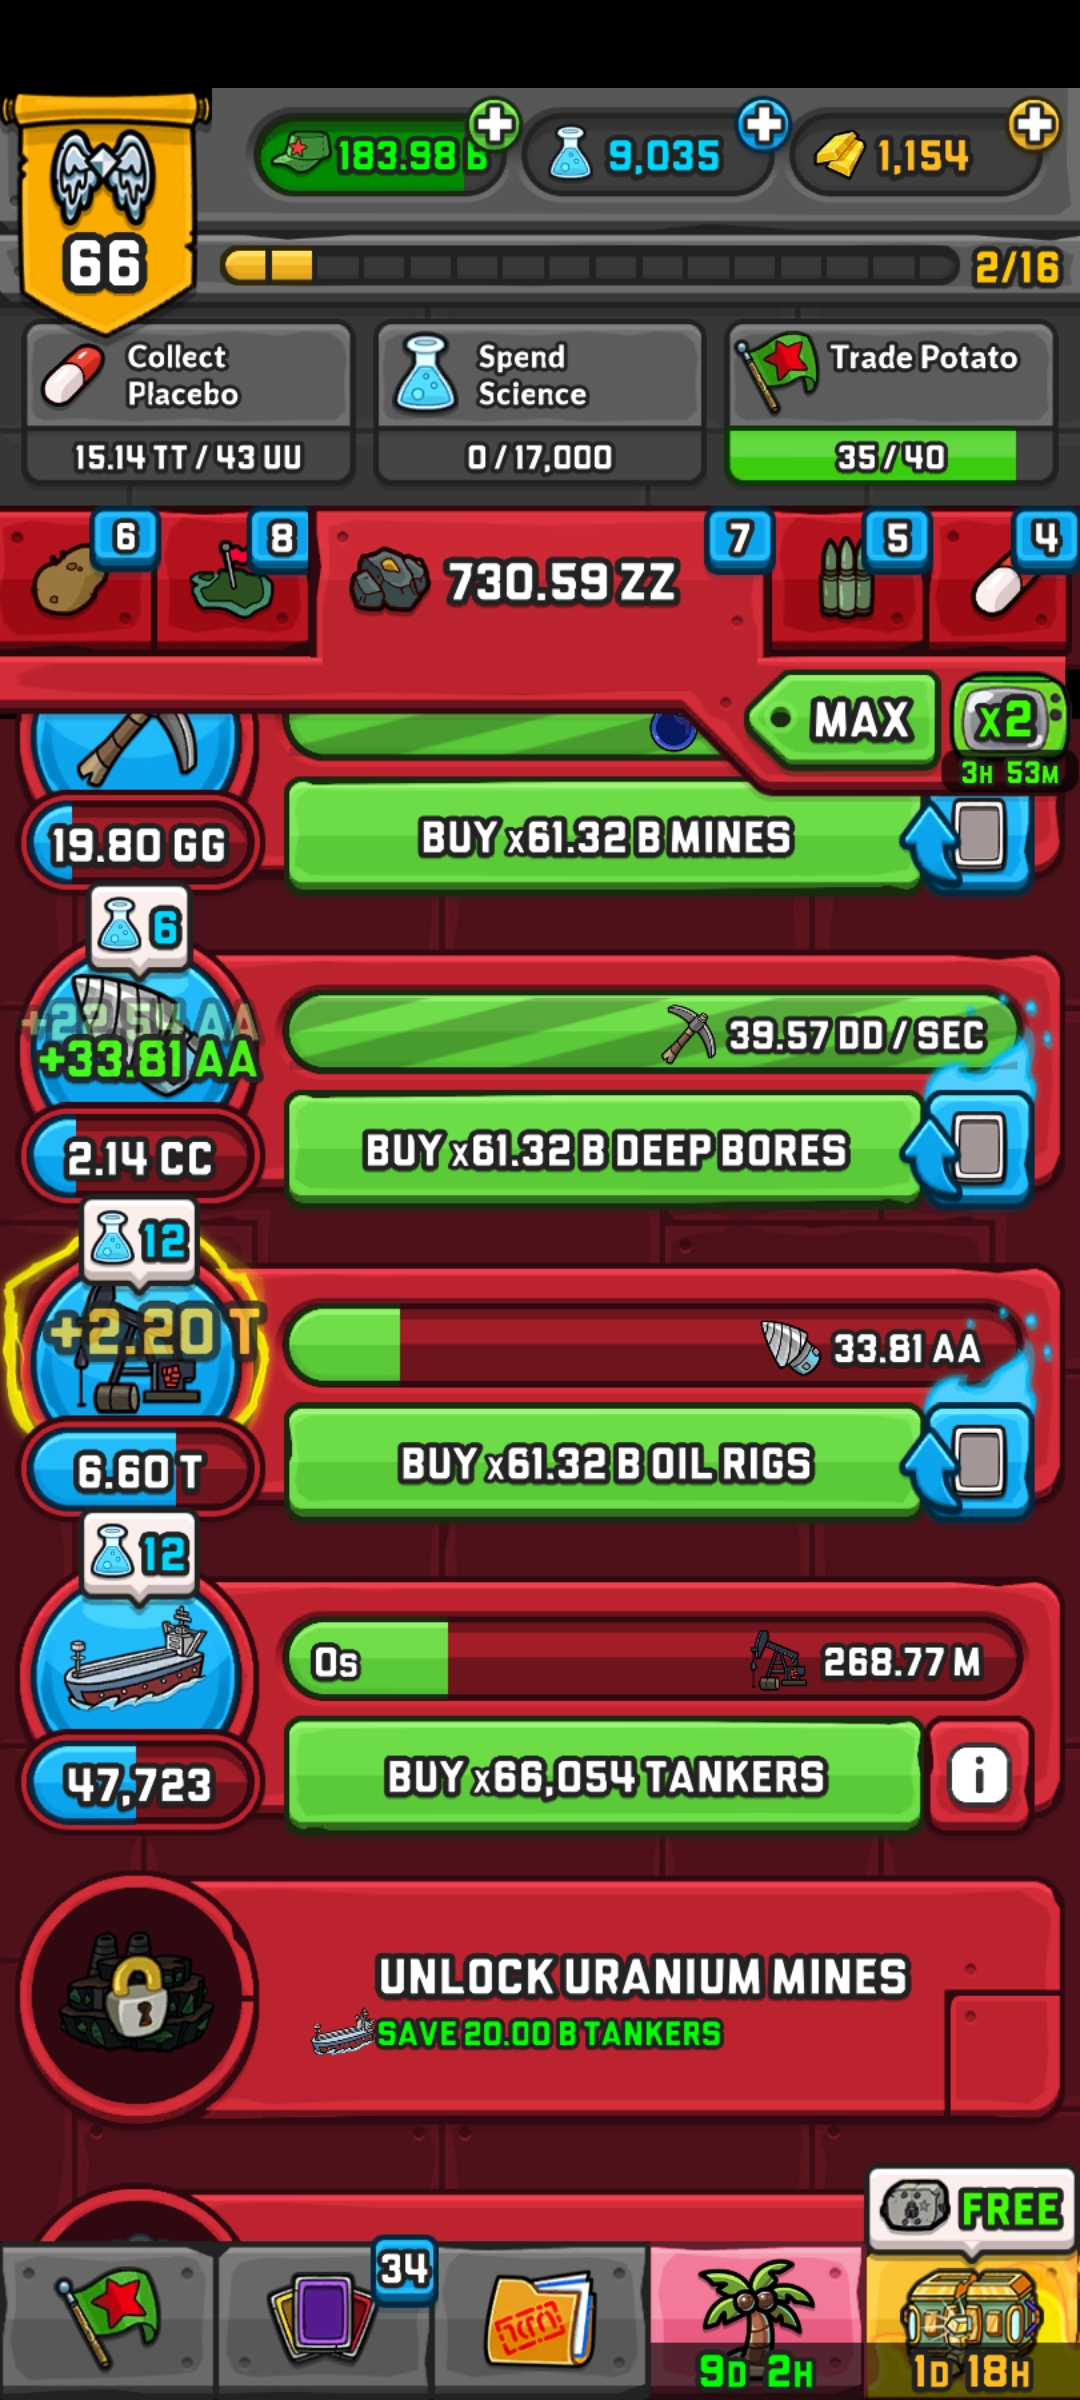 183.98 B
9,035
1,154
66
2/16
Collect
Placebo
15.14 TT / 43 UU
Spend
Science
0 / 17,000
Trade Potato
35 / 40
6
8
730.59 ZZ
7
5
4
MAX
x2
3H 53M
19.80 GG
BUY x61.32 B MINES
6
+22.54 AA
+33.81 AA
39.57 DD / SEC
2.14 CC
BUY x61.32 B DEEP BORES
12
+2.20 T
33.81 AA
6.60 T
BUY x61.32 B OIL RIGS
12
0s
268.77 M
47,723
BUY x66,054 TANKERS
i
UNLOCK URANIUM MINES
SAVE 20.00 B TANKERS
FREE
34
9D 2H
1D 18H